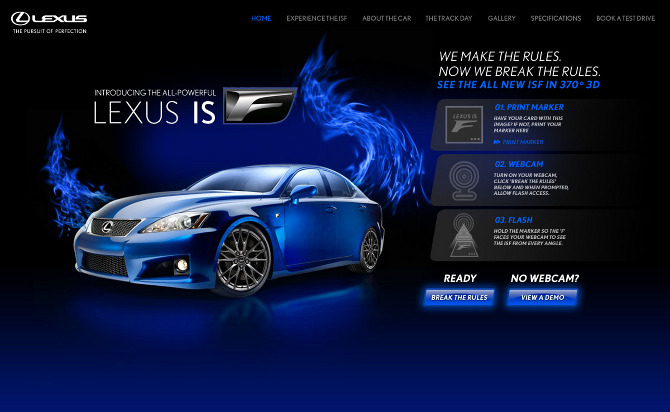 LEXUS
THE PURSUIT OF PERFECTION
HOME EXPERIENCE THE ISF ABOUT THE CAR THE TRACK DAY GALLERY SPECIFICATIONS BOOK A TEST DRIVE
INTRODUCING THE ALL-POWERFUL
LEXUS IS F
WE MAKE THE RULES.
NOW WE BREAK THE RULES.
SEE THE ALL NEW ISF IN 370° 3D
LEXUS IS
F
01. PRINT MARKER
HAVE YOUR CARD WITH THIS
IMAGE? IF NOT, PRINT YOUR
MARKER HERE
PRINT MARKER
02. WEBCAM
TURN ON YOUR WEBCAM,
CLICK 'BREAK THE RULES'
BELOW AND WHEN PROMPTED,
ALLOW FLASH ACCESS.
03. FLASH
HOLD THE MARKER SO THE 'F'
FACES YOUR WEBCAM TO SEE
THE ISF FROM EVERY ANGLE.
READY
BREAK THE RULES
NO WEBCAM?
VIEW A DEMO